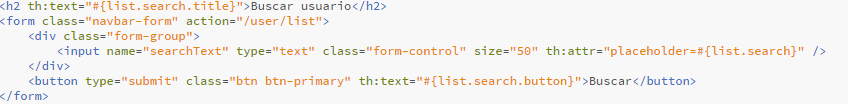 <h2 th:text="#{list.search.title}">Buscar usuario</h2>
<form class="navbar-form" action="/user/list">
    <div class="form-group">
        <input name="searchText" type="text" class="form-control" size="50" th:attr="placeholder=#{list.search}" />
    </div>
    <button type="submit" class="btn btn-primary" th:text="#{list.search.button}">Buscar</button>
</form>